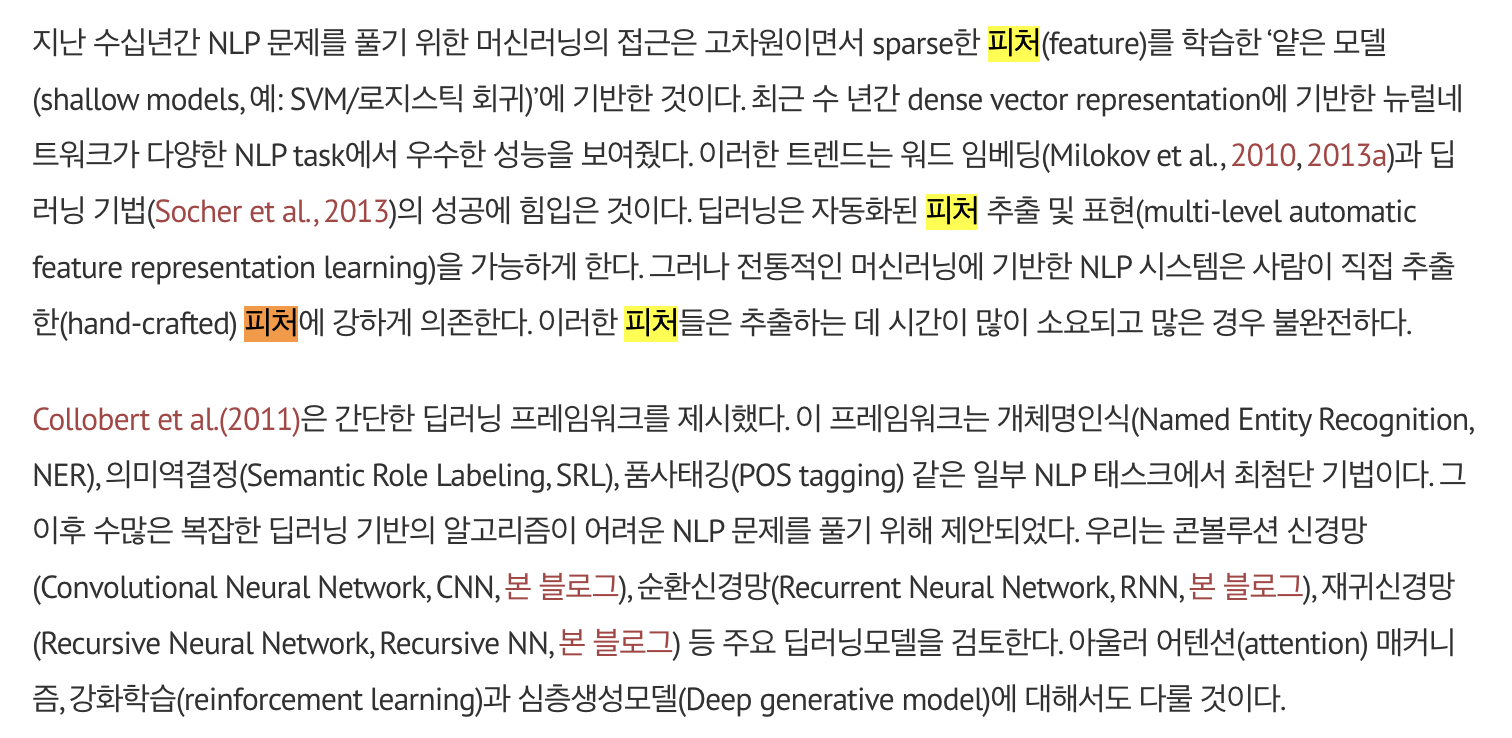 지난 수십년간 NLP 문제를 풀기 위한 머신러닝의 접근은 고차원이면서 sparse한 피처(feature)를 학습한 ‘얕은 모델
(shallow models, 예: SVM/로지스틱 회귀)’에 기반한 것이다. 최근 수 년간 dense vector representation에 기반한 뉴럴네
트워크가 다양한 NLP task에서 우수한 성능을 보여줬다. 이러한 트렌드는 워드 임베딩(Milokov et al., 2010, 2013a)과 딥
러닝 기법(Socher et al., 2013)의 성공에 힘입은 것이다. 딥러닝은 자동화된 피처 추출 및 표현(multi-level automatic
feature representation learning)을 가능하게 한다. 그러나 전통적인 머신러닝에 기반한 NLP 시스템은 사람이 직접 추출
한(hand-crafted) 피처에 강하게 의존한다. 이러한 피처들은 추출하는 데 시간이 많이 소요되고 많은 경우 불완전하다.
Collobert et al.(2011)은 간단한 딥러닝 프레임워크를 제시했다. 이 프레임워크는 개체명인식(Named Entity Recognition,
NER), 의미역결정(Semantic Role Labeling, SRL), 품사태깅(POS tagging) 같은 일부 NLP 태스크에서 최첨단 기법이다. 그
이후 수많은 복잡한 딥러닝 기반의 알고리즘이 어려운 NLP 문제를 풀기 위해 제안되었다. 우리는 콘볼루션 신경망
(Convolutional Neural Network, CNN, 본 블로그), 순환신경망(Recurrent Neural Network, RNN, 본 블로그), 재귀신경망
(Recursive Neural Network, Recursive NN, 본 블로그) 등 주요 딥러닝모델을 검토한다. 아울러 어텐션(attention) 매커니
즘, 강화학습(reinforcement learning)과 심층생성모델(Deep generative model)에 대해서도 다룰 것이다.